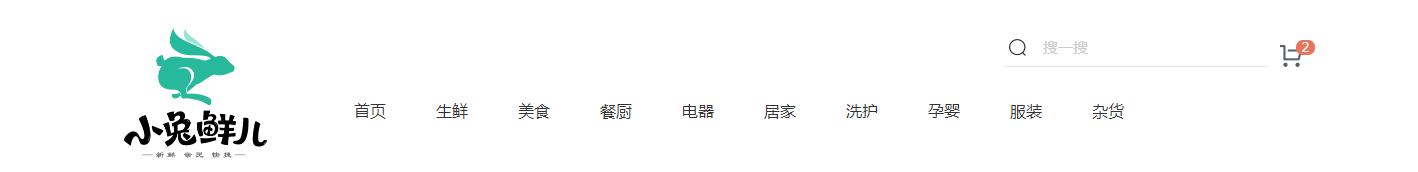 搜一搜
2
首页 生鲜 美食 餐厨 电器 居家 洗护 孕婴 服装 杂货
小兔鲜儿
新鲜 亲民 快捷